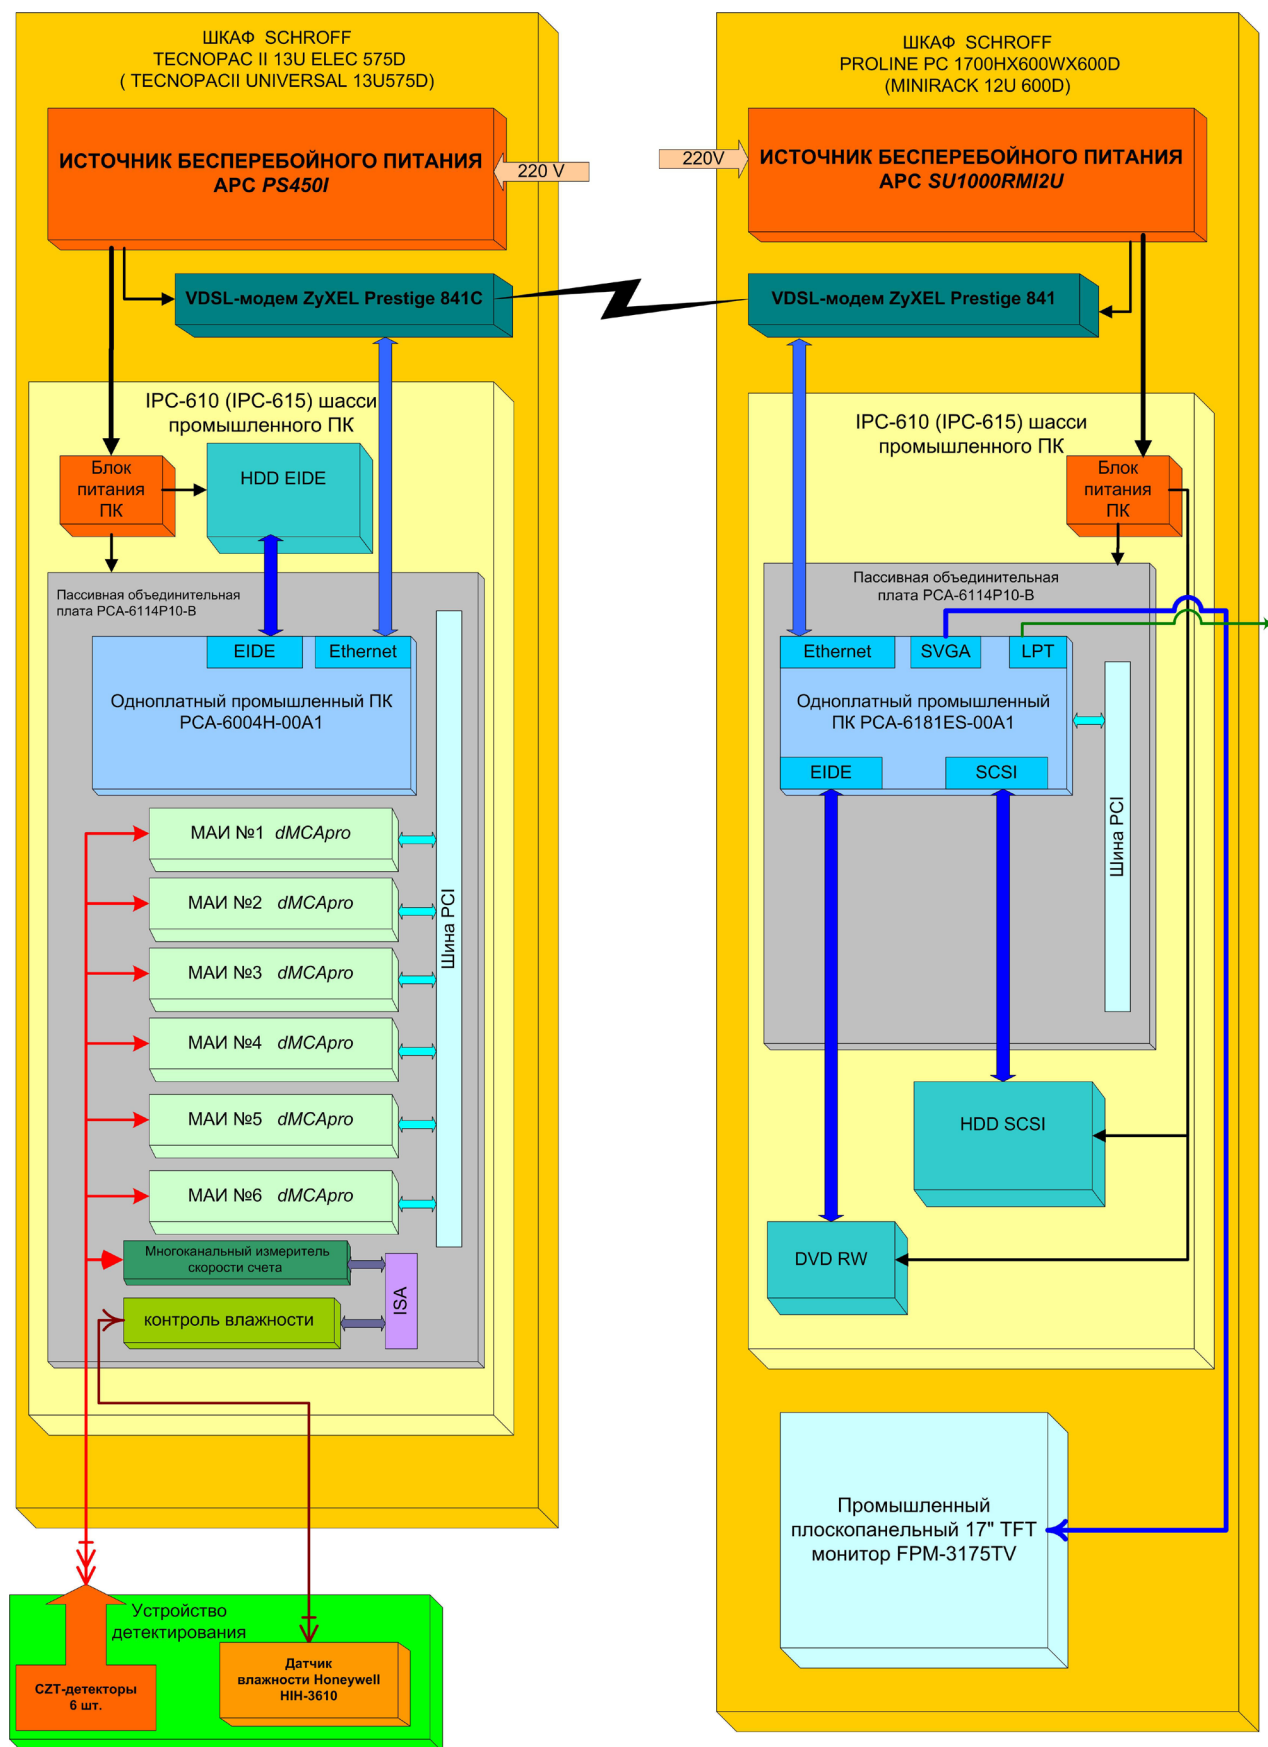 ШКАФ SCHROFF
TECNOPAC II 13U ELEC 575D
( TECNOPACII UNIVERSAL 13U575D)
ИСТОЧНИК БЕСПЕРЕБОЙНОГО ПИТАНИЯ
APC PS450I
220 V
VDSL-модем ZyXEL Prestige 841C
IPC-610 (IPC-615) шасси
промышленного ПК
Блок
питания
ПК
HDD EIDE
Пассивная объединительная
плата PCA-6114P10-B
EIDE
Ethernet
Одноплатный промышленный ПК
PCA-6004H-00A1
МАИ №1 dMCApro
МАИ №2 dMCApro
МАИ №3 dMCApro
МАИ №4 dMCApro
МАИ №5 dMCApro
МАИ №6 dMCApro
Шина PCI
Многоканальный измеритель
скорости счета
контроль влажности
ISA
Устройство
детектирования
CZT-детекторы
6 шт.
Датчик
влажности Honeywell
HIH-3610
ШКАФ SCHROFF
PROLINE PC 1700HX600WX600D
(MINIRACK 12U 600D)
220V
ИСТОЧНИК БЕСПЕРЕБОЙНОГО ПИТАНИЯ
APC SU1000RMI2U
VDSL-модем ZyXEL Prestige 841
IPC-610 (IPC-615) шасси
промышленного ПК
Блок
питания
ПК
Пассивная объединительная
плата PCA-6114P10-B
Ethernet
SVGA
LPT
Одноплатный промышленный
ПК PCA-6181ES-00A1
EIDE
SCSI
Шина PCI
HDD SCSI
DVD RW
Промышленный
плоскопанельный 17" TFT
монитор FPM-3175TV